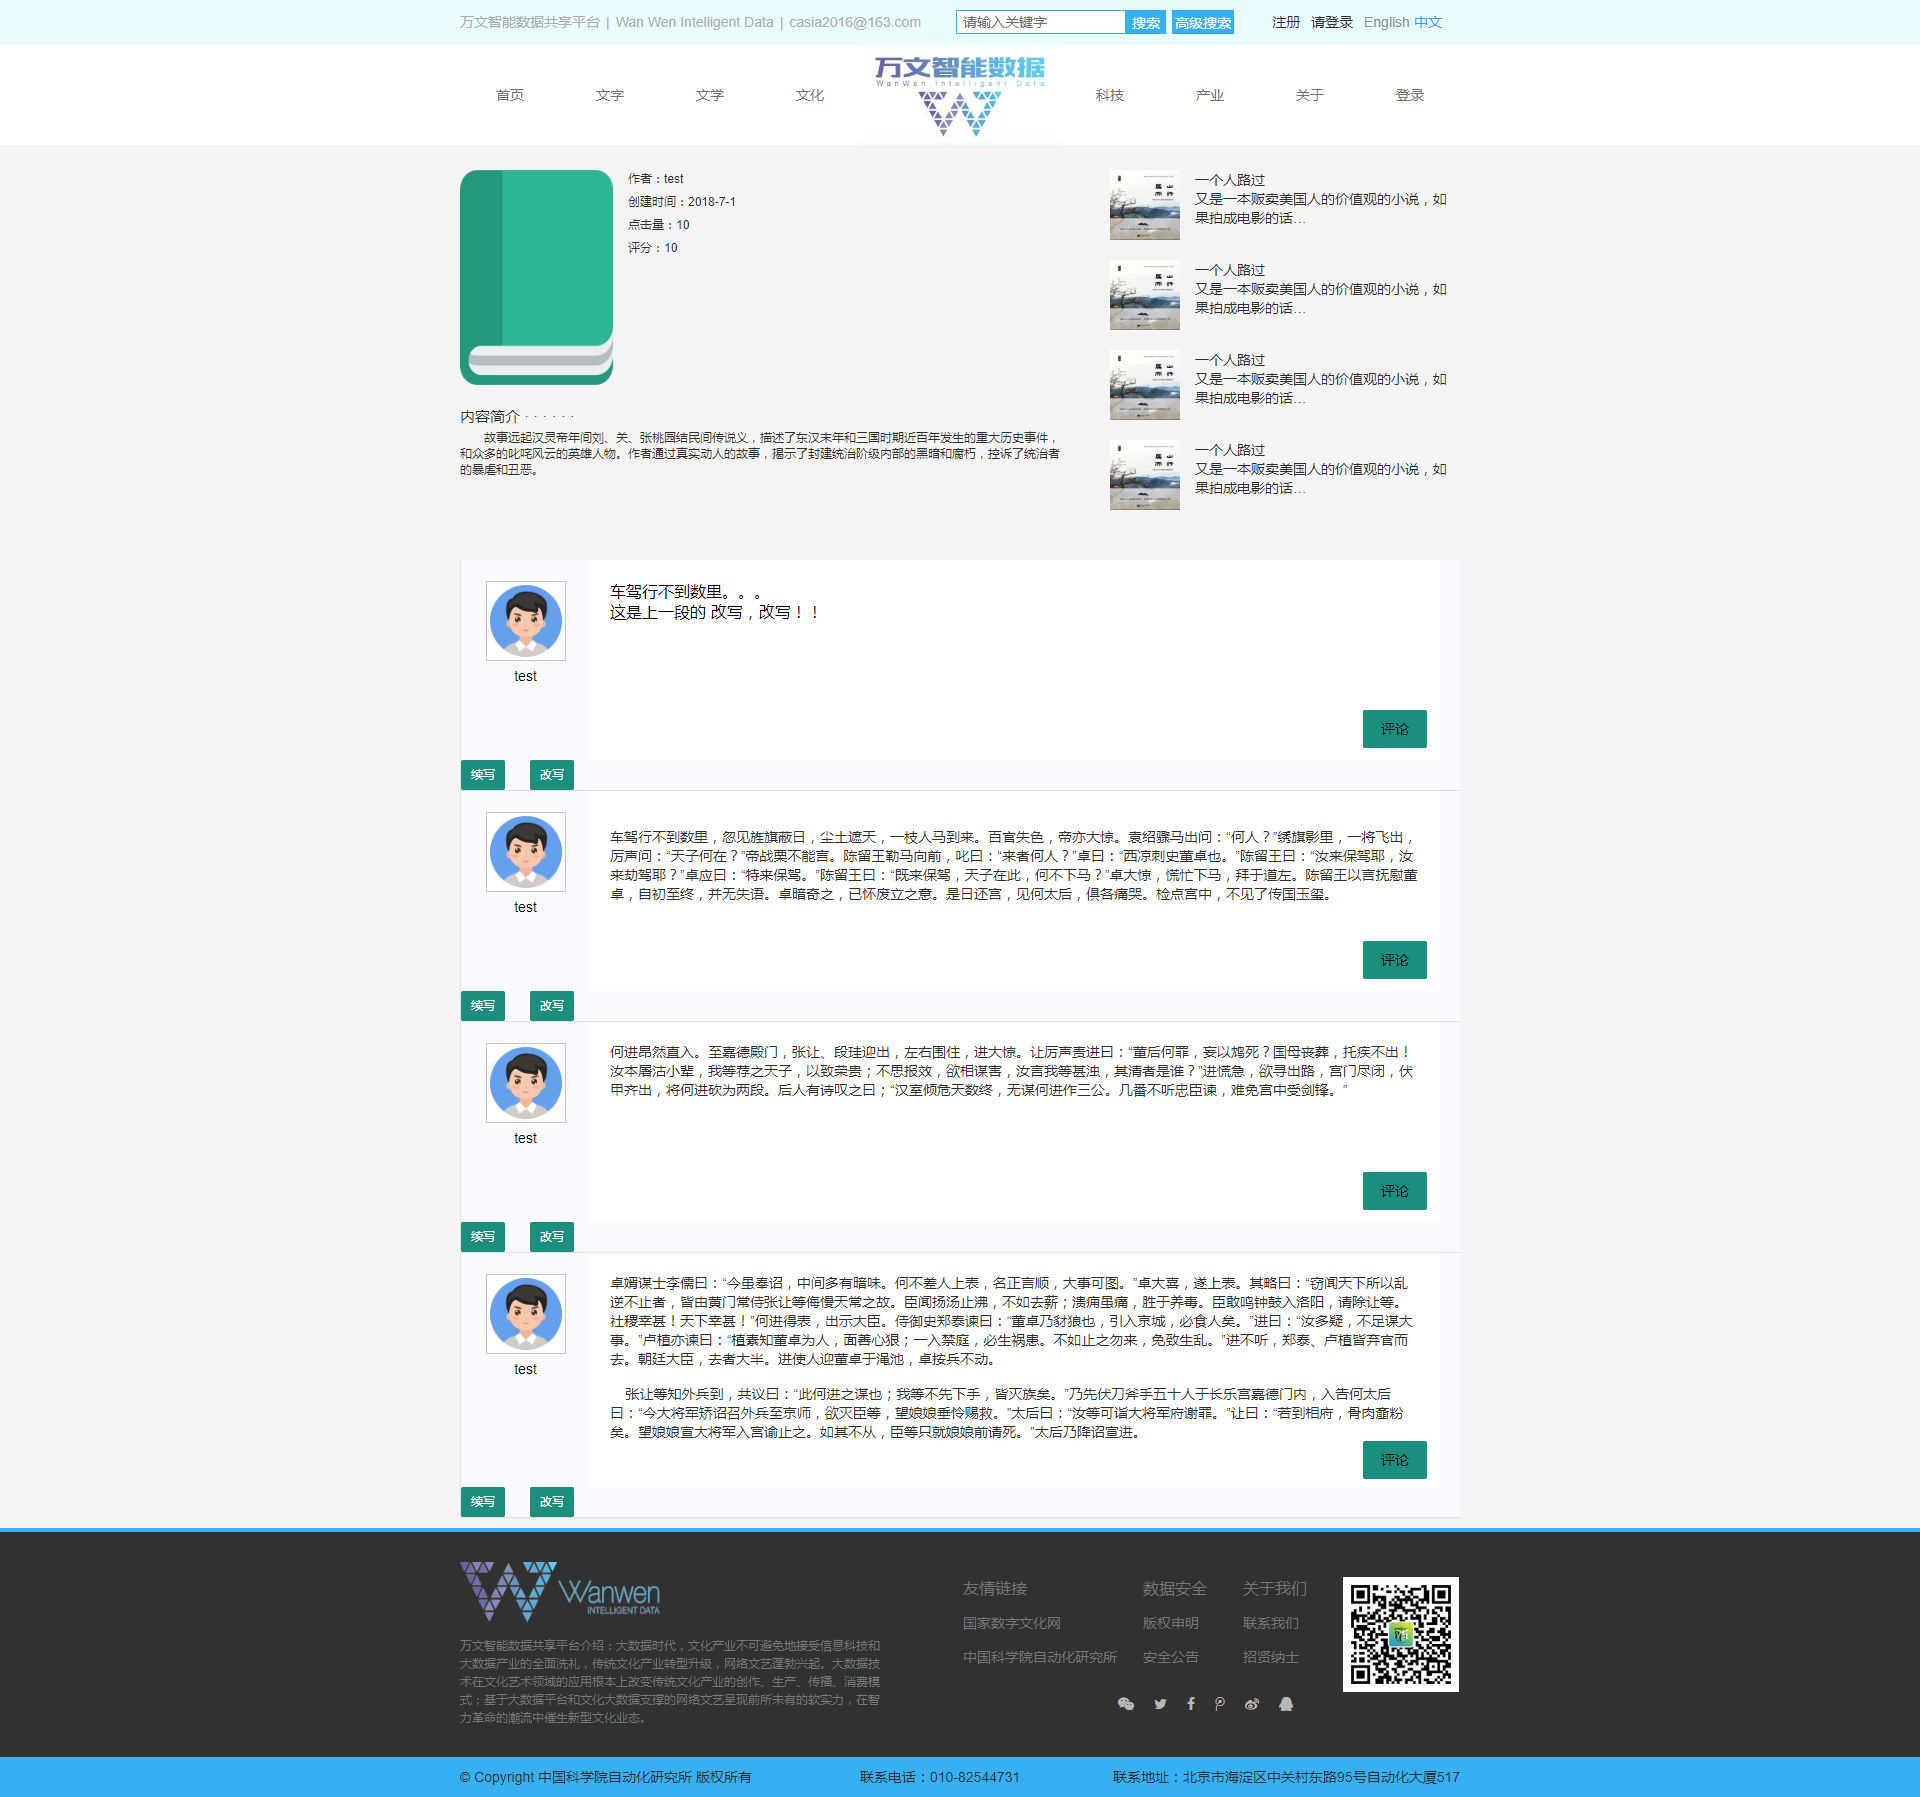 万文智能数据共享平台 | Wan Wen Intelligent Data | casia2016@163.com
请输入关键字 搜索 高级搜索
注册 请登录 English 中文
首页 文字 文学 文化
万文智能数据
WanWen Intelligent Data
科技 产业 关于 登录
作者：test
创建时间：2018-7-1
点击量：10
评分：10
内容简介 · · · · · ·
故事远起汉灵帝年间刘、关、张桃园结民间传说义，描述了东汉末年和三国时期近百年发生的重大历史事件，
和众多的叱咤风云的英雄人物。作者通过真实动人的故事，揭示了封建统治阶级内部的黑暗和腐朽，控诉了统治者
的暴虐和丑恶。
一个人路过
又是一本贩卖美国人的价值观的小说，如
果拍成电影的话...
一个人路过
又是一本贩卖美国人的价值观的小说，如
果拍成电影的话...
一个人路过
又是一本贩卖美国人的价值观的小说，如
果拍成电影的话...
一个人路过
又是一本贩卖美国人的价值观的小说，如
果拍成电影的话...
test
车驾行不到数里。。。
这是上一段的 改写，改写！！
评论
续写 改写
test
车驾行不到数里，忽见旌旗蔽日，尘土遮天，一枝人马到来。百官失色，帝亦大惊。袁绍骤马出问：“何人？”绣旗影里，一将飞出，
厉声问：“天子何在？”帝战栗不能言。陈留王勒马向前，叱曰：“来者何人？”卓曰：“西凉刺史董卓也。”陈留王曰：“汝来保驾耶，汝
来劫驾耶？”卓应曰：“特来保驾。”陈留王曰：“既来保驾，天子在此，何不下马？”卓大惊，慌忙下马，拜于道左。陈留王以言抚慰董
卓，自初至终，并无失语。卓暗奇之，已怀废立之意。是日还宫，见何太后，俱各痛哭。检点宫中，不见了传国玉玺。
评论
续写 改写
test
何进昂然直入。至嘉德殿门，张让、段珪迎出，左右围住，进大惊。让厉声责进曰：“董后何罪，妄以鸩死？国母丧葬，托疾不出！
汝本屠沽小辈，我等荐之天子，以致荣贵；不思报效，欲相谋害，汝言我等甚浊，其清者是谁？”进慌急，欲寻出路，宫门尽闭，伏
甲齐出，将何进砍为两段。后人有诗叹之曰；“汉室倾危天数终，无谋何进作三公。几番不听忠臣谏，难免宫中受剑锋。”
评论
续写 改写
test
卓婿谋士李儒曰：“今虽奉诏，中间多有暗味。何不差人上表，名正言顺，大事可图。”卓大喜，遂上表。其略曰：“窃闻天下所以乱
逆不止者，皆由黄门常侍张让等侮慢天常之故。臣闻扬汤止沸，不如去薪；溃痈虽痛，胜于养毒。臣敢鸣钟鼓入洛阳，请除让等。
社稷幸甚！天下幸甚！”何进得表，出示大臣。侍御史郑泰谏曰：“董卓乃豺狼也，引入京城，必食人矣。”进曰：“汝多疑，不足谋大
事。”卢植亦谏曰：“植素知董卓为人，面善心狠；一入禁庭，必生祸患。不如止之勿来，免致生乱。”进不听，郑泰、卢植皆弃官而
去。朝廷大臣，去者大半。进使人迎董卓于渑池，卓按兵不动。
张让等知外兵到，共议曰：“此何进之谋也；我等不先下手，皆灭族矣。”乃先伏刀斧手五十人于长乐宫嘉德门内，入告何太后
曰：“今大将军矫诏召外兵至京师，欲灭臣等，望娘娘垂怜赐救。”太后曰：“汝等可诣大将军府谢罪。”让曰：“若到相府，骨肉齑粉
矣。望娘娘宣大将军入宫谕止之。如其不从，臣等只就娘娘前请死。”太后乃降诏宣进。
评论
续写 改写
Wanwen
INTELLIGENT DATA
万文智能数据共享平台介绍：大数据时代，文化产业不可避免地接受信息科技和
大数据产业的全面洗礼，传统文化产业转型升级，网络文艺蓬勃兴起。大数据技
术在文化艺术领域的应用根本上改变传统文化产业的创作、生产、传播、消费模
式；基于大数据平台和文化大数据支撑的网络文艺呈现前所未有的软实力，在智
力革命的潮流中催生新型文化业态。
友情链接 数据安全 关于我们
国家数字文化网 版权申明 联系我们
中国科学院自动化研究所 安全公告 招贤纳士
© Copyright 中国科学院自动化研究所 版权所有
联系电话：010-82544731
联系地址：北京市海淀区中关村东路95号自动化大厦517